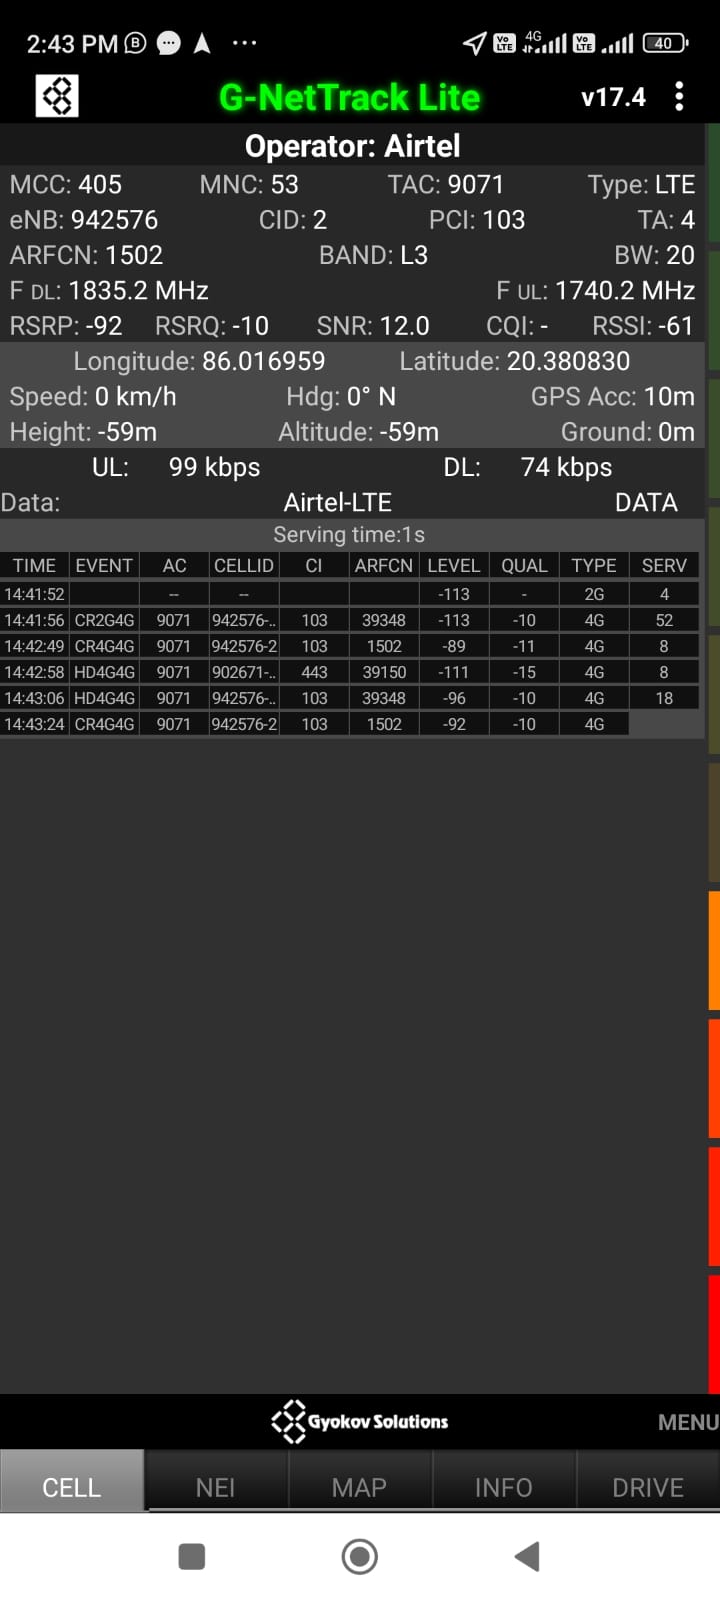 2:43 PM B ··· 4G 40
G-NetTrack Lite v17.4
Operator: Airtel
MCC: 405 MNC: 53 TAC: 9071 Type: LTE
eNB: 942576 CID: 2 PCI: 103 TA: 4
ARFCN: 1502 BAND: L3 BW: 20
F DL: 1835.2 MHz F UL: 1740.2 MHz
RSRP: -92 RSRQ: -10 SNR: 12.0 CQI: - RSSI: -61
Longitude: 86.016959 Latitude: 20.380830
Speed: 0 km/h Hdg: 0° N GPS Acc: 10m
Height: -59m Altitude: -59m Ground: 0m
UL: 99 kbps DL: 74 kbps
Data: Airtel-LTE DATA
Serving time:1s
TIME EVENT AC CELLID CI ARFCN LEVEL QUAL TYPE SERV
14:41:52 -- -- -113 - 2G 4
14:41:56 CR2G4G 9071 942576-.. 103 39348 -113 -10 4G 52
14:42:49 CR4G4G 9071 942576-2 103 1502 -89 -11 4G 8
14:42:58 HD4G4G 9071 902671-.. 443 39150 -111 -15 4G 8
14:43:06 HD4G4G 9071 942576-.. 103 39348 -96 -10 4G 18
14:43:24 CR4G4G 9071 942576-2 103 1502 -92 -10 4G
Gyokov Solutions MENU
CELL NEI MAP INFO DRIVE